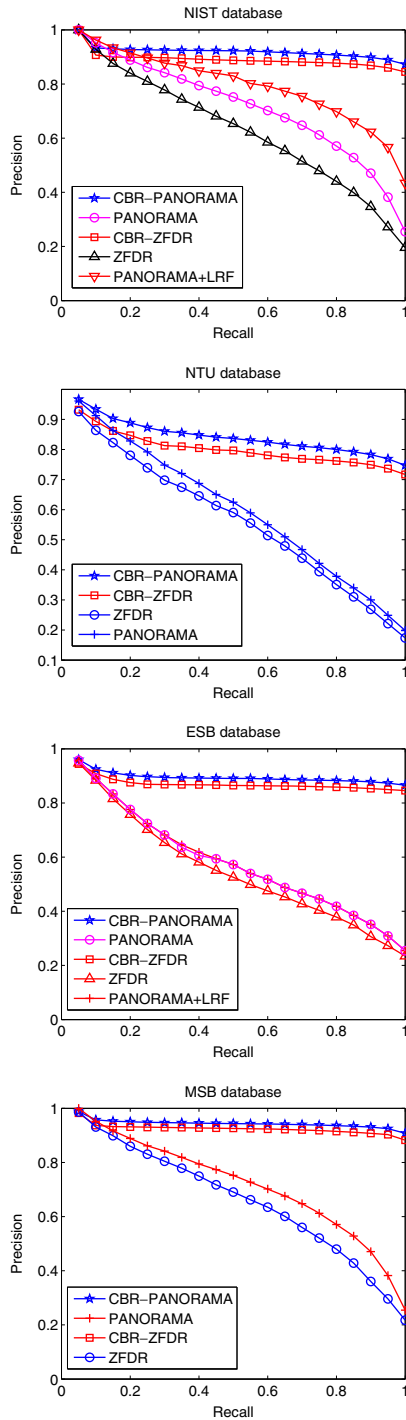 NIST database
1
0.8
0.6
0.4
0.2
0
Precision
CBR−PANORAMA
PANORAMA
CBR−ZFDR
ZFDR
PANORAMA+LRF
0 0.2 0.4 0.6 0.8 1
Recall
NTU database
0.9
0.8
0.7
0.6
0.5
0.4
0.3
0.2
0.1
Precision
CBR−PANORAMA
CBR−ZFDR
ZFDR
PANORAMA
0 0.2 0.4 0.6 0.8 1
Recall
ESB database
1
0.8
0.6
0.4
0.2
0
Precision
CBR−PANORAMA
PANORAMA
CBR−ZFDR
ZFDR
PANORAMA+LRF
0 0.2 0.4 0.6 0.8 1
Recall
MSB database
1
0.8
0.6
0.4
0.2
0
Precision
CBR−PANORAMA
PANORAMA
CBR−ZFDR
ZFDR
0 0.2 0.4 0.6 0.8 1
Recall